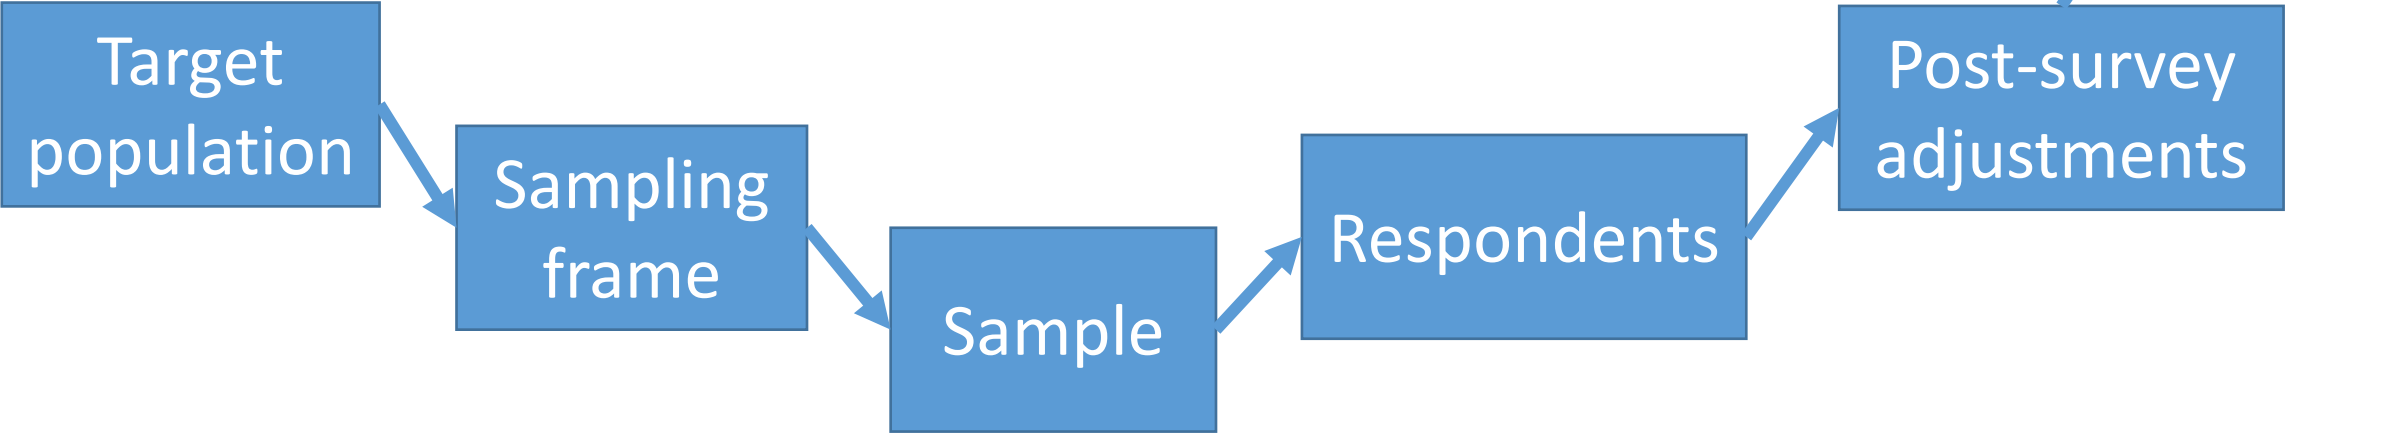 Target
population
Sampling
frame
Sample
Respondents
Post-survey
adjustments